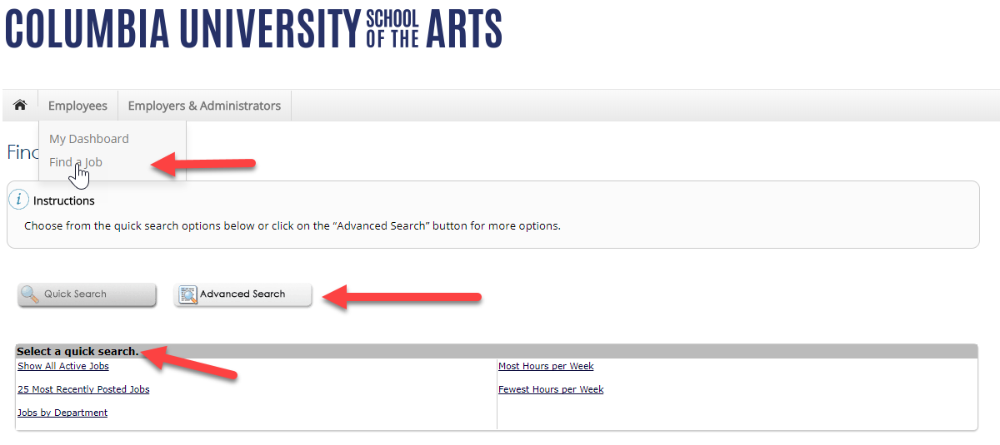 COLUMBIA UNIVERSITY SCHOOL OF THE ARTS
Employees Employers & Administrators
My Dashboard
Find a Job
Find
Instructions
Choose from the quick search options below or click on the “Advanced Search” button for more options.
Quick Search Advanced Search
Select a quick search.
Show All Active Jobs
25 Most Recently Posted Jobs
Jobs by Department
Most Hours per Week
Fewest Hours per Week